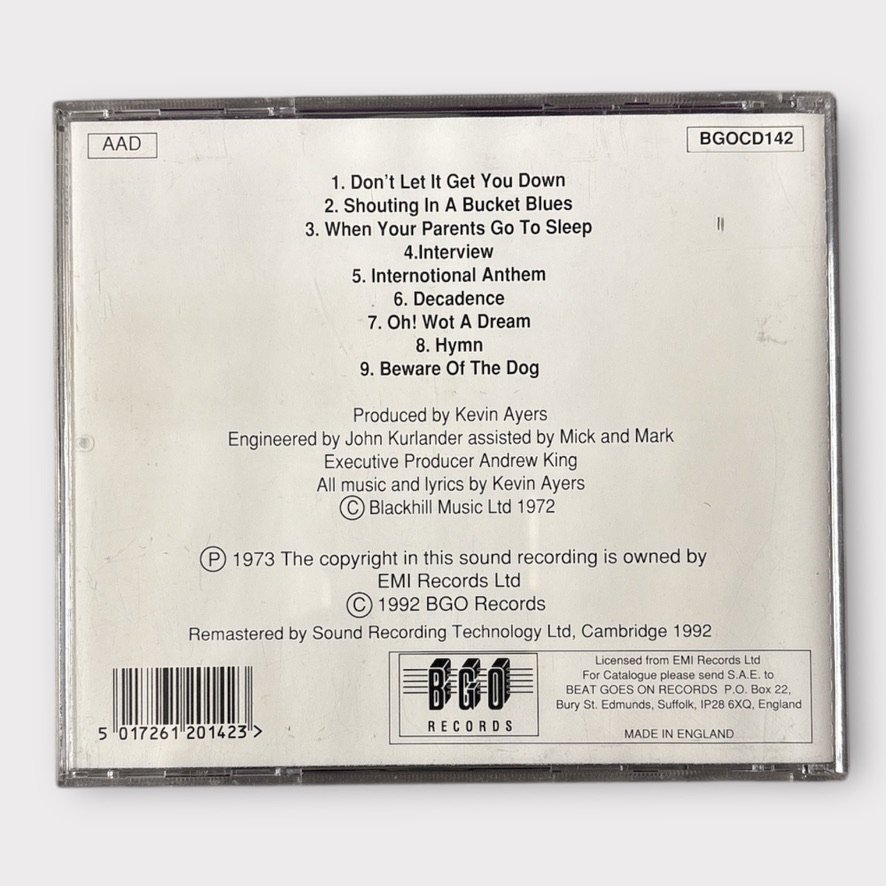 AAD
BGOCD142
1. Don't Let It Get You Down
2. Shouting In A Bucket Blues
3. When Your Parents Go To Sleep
4.Interview
5. Internotional Anthem
6. Decadence
7. Oh! Wot A Dream
8. Hymn
9. Beware Of The Dog
Produced by Kevin Ayers
Engineered by John Kurlander assisted by Mick and Mark
Executive Producer Andrew King
All music and lyrics by Kevin Ayers
Ⓒ Blackhill Music Ltd 1972
Ⓟ 1973 The copyright in this sound recording is owned by
EMI Records Ltd
Ⓒ 1992 BGO Records
Remastered by Sound Recording Technology Ltd, Cambridge 1992
5 017261 201423 >
BGO
RECORDS
Licensed from EMI Records Ltd
For Catalogue please send S.A.E. to
BEAT GOES ON RECORDS P.O. Box 22,
Bury St. Edmunds, Suffolk, IP28 6XQ, England
MADE IN ENGLAND